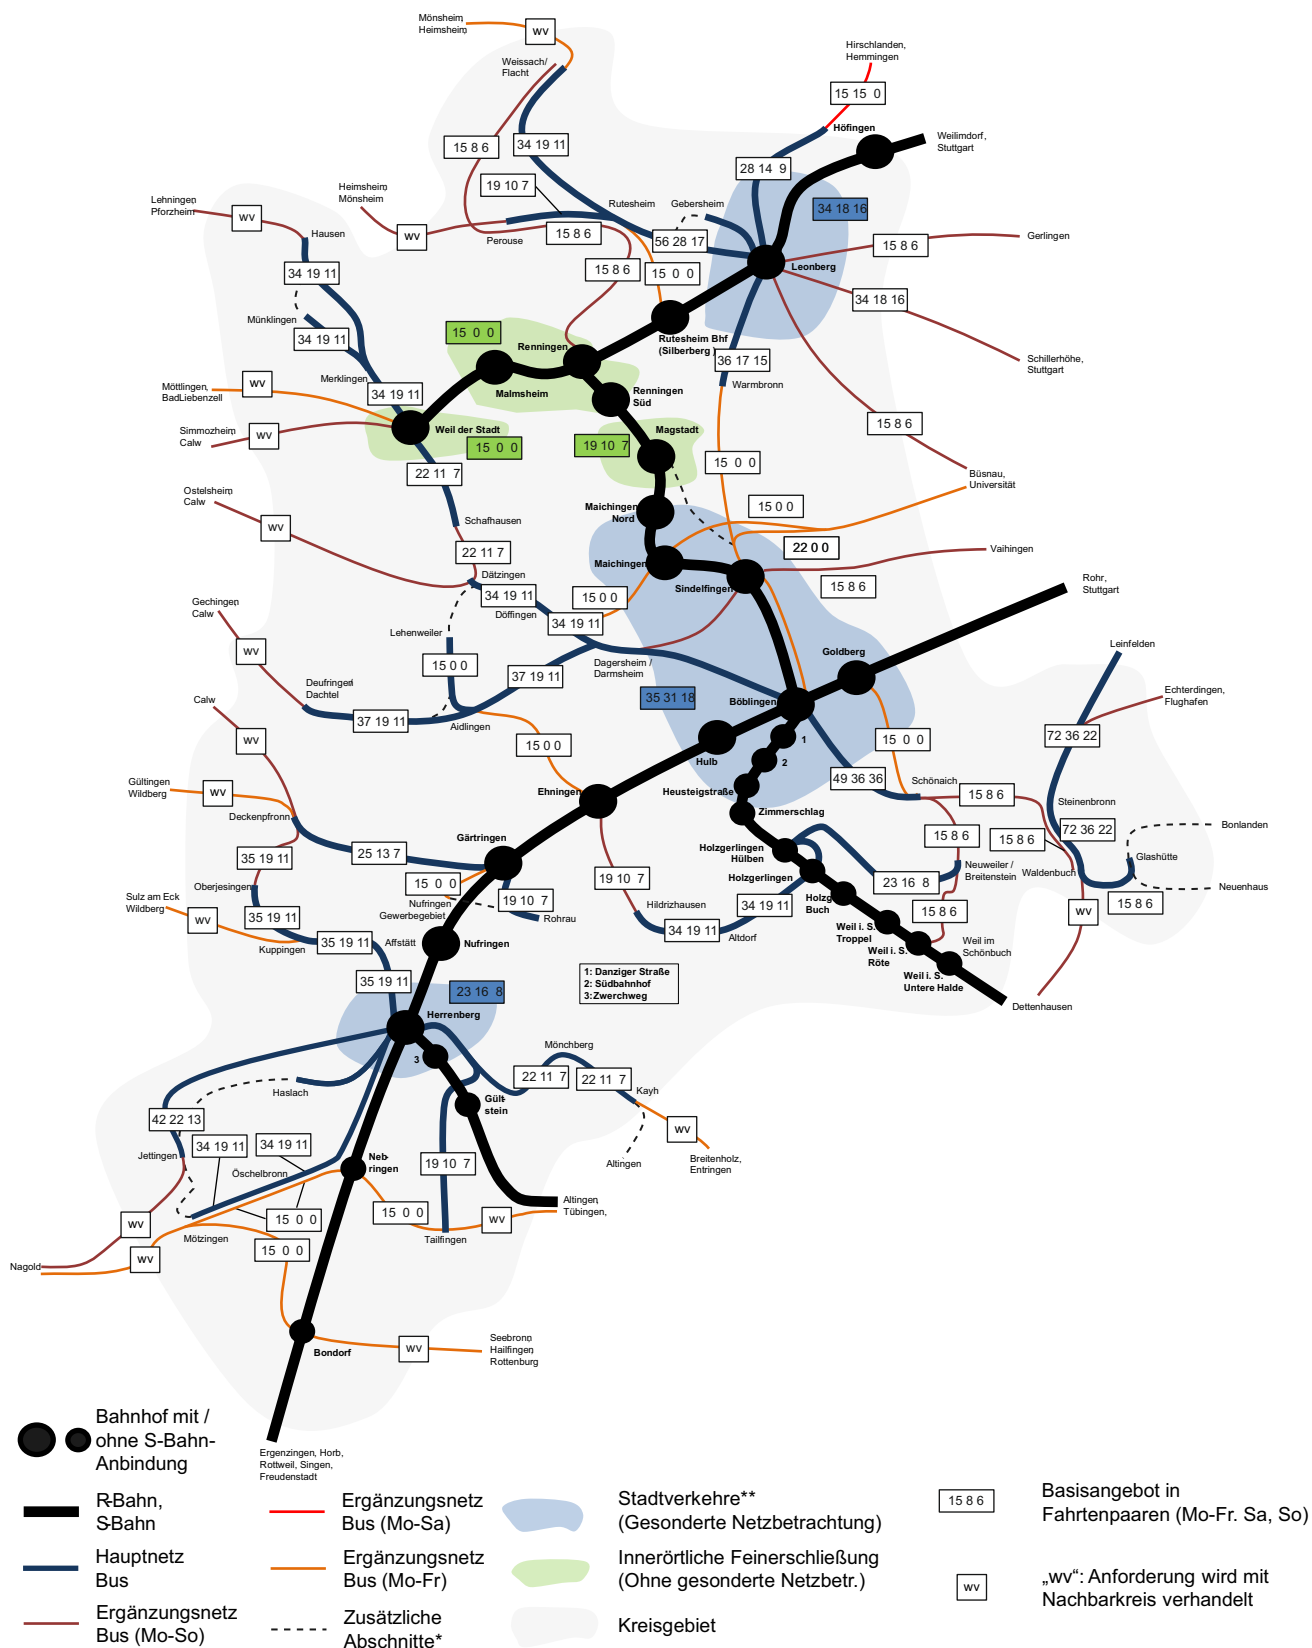 Mönsheim
Heimsheim
wv
Hirschlanden,
Hemmingen
Weissach/
Flacht
15 15 0
Höfingen
Weilimdorf,
Stuttgart
15 8 6
34 19 11
28 14 9
19 10 7
Heimsheim,
Mönsheim
Lehningen,
Pforzheim
wv
wv
Rutesheim
Gebersheim
34 18 16
Hausen
Perouse
15 8 6
56 28 17
15 8 6
Gerlingen
34 19 11
15 8 6
15 0 0
Leonberg
34 18 16
Münklingen
34 19 11
15 0 0
Renningen
Rutesheim Bhf
(Silberberg )
36 17 15
Schillerhöhe,
Stuttgart
Merklingen
Malmsheim
Renningen
Süd
Warmbronn
Möttlingen,
BadLiebenzell
wv
34 19 11
Simmozheim,
Calw
wv
Weil der Stadt
15 0 0
19 10 7
Magstadt
15 8 6
22 11 7
15 0 0
Büsnau,
Universität
Ostelsheim,
Calw
wv
Schafhausen
Maichingen
Nord
15 0 0
22 0 0
22 11 7
Maichingen
Sindelfingen
Vaihingen
15 8 6
Dätzingen
34 19 11
15 0 0
Döffingen
34 19 11
Rohr,
Stuttgart
Gechingen,
Calw
wv
Lehenweiler
15 0 0
37 19 11
Dagersheim /
Darmsheim
Goldberg
Leinfelden
Deufringen/
Dachtel
37 19 11
Aidlingen
35 31 18
Böblingen
Echterdingen,
Flughafen
Calw
wv
15 0 0
Hulb
1
2
15 0 0
72 36 22
Gültingen
Wildberg
wv
Deckenpfronn
Ehningen
Heusteigstraße
49 36 36
Schönaich
15 8 6
Steinenbronn
Zimmerschlag
72 36 22
Bonlanden
Gärtringen
25 13 7
35 19 11
Holzgerlingen
Hülben
15 8 6
15 8 6
Glashütte
Oberjesingen
15 0 0
19 10 7
19 10 7
Holzgerlingen
23 16 8
Neuweiler /
Breitenstein
Waldenbuch
Neuenhaus
15 8 6
Sulz am Eck
Wildberg
wv
35 19 11
Nufringen
Gewerbegebiet
Rohrau
Hildrizhausen
34 19 11
Holzg.
Buch
15 8 6
wv
Kuppingen
35 19 11
Affstätt
Nufringen
34 19 11
Altdorf
Weil i. S.
Troppel
Weil i. S.
Röte
Weil im
Schönbuch
Weil i. S.
Untere Halde
35 19 11
23 16 8
1: Danziger Straße
2: Südbahnhof
3:Zwerchweg
Dettenhausen
Herrenberg
3
Mönchberg
22 11 7
22 11 7
Haslach
Kayh
Gült-
stein
wv
42 22 13
34 19 11
34 19 11
Jettingen
Öschelbronn
Neb-
ringen
19 10 7
Altingen
Breitenholz,
Entringen
15 0 0
15 0 0
wv
Altingen,
Tübingen,
wv
Mötzingen
Tailfingen
15 0 0
wv
Nagold
Bondorf
wv
Seebronn,
Hailfingen,
Rottenburg
Ergenzingen, Horb,
Rottweil, Singen,
Freudenstadt
Bahnhof mit /
ohne S-Bahn-
Anbindung
R-Bahn,
S-Bahn
Hauptnetz
Bus
Ergänzungsnetz
Bus (Mo-So)
Ergänzungsnetz
Bus (Mo-Sa)
Ergänzungsnetz
Bus (Mo-Fr)
Zusätzliche
Abschnitte*
Stadtverkehre**
(Gesonderte Netzbetrachtung)
Innerörtliche Feinerschließung
(Ohne gesonderte Netzbetr.)
Kreisgebiet
15 8 6
Basisangebot in
Fahrtenpaaren (Mo-Fr. Sa, So)
wv
„wv“: Anforderung wird mit
Nachbarkreis verhandelt